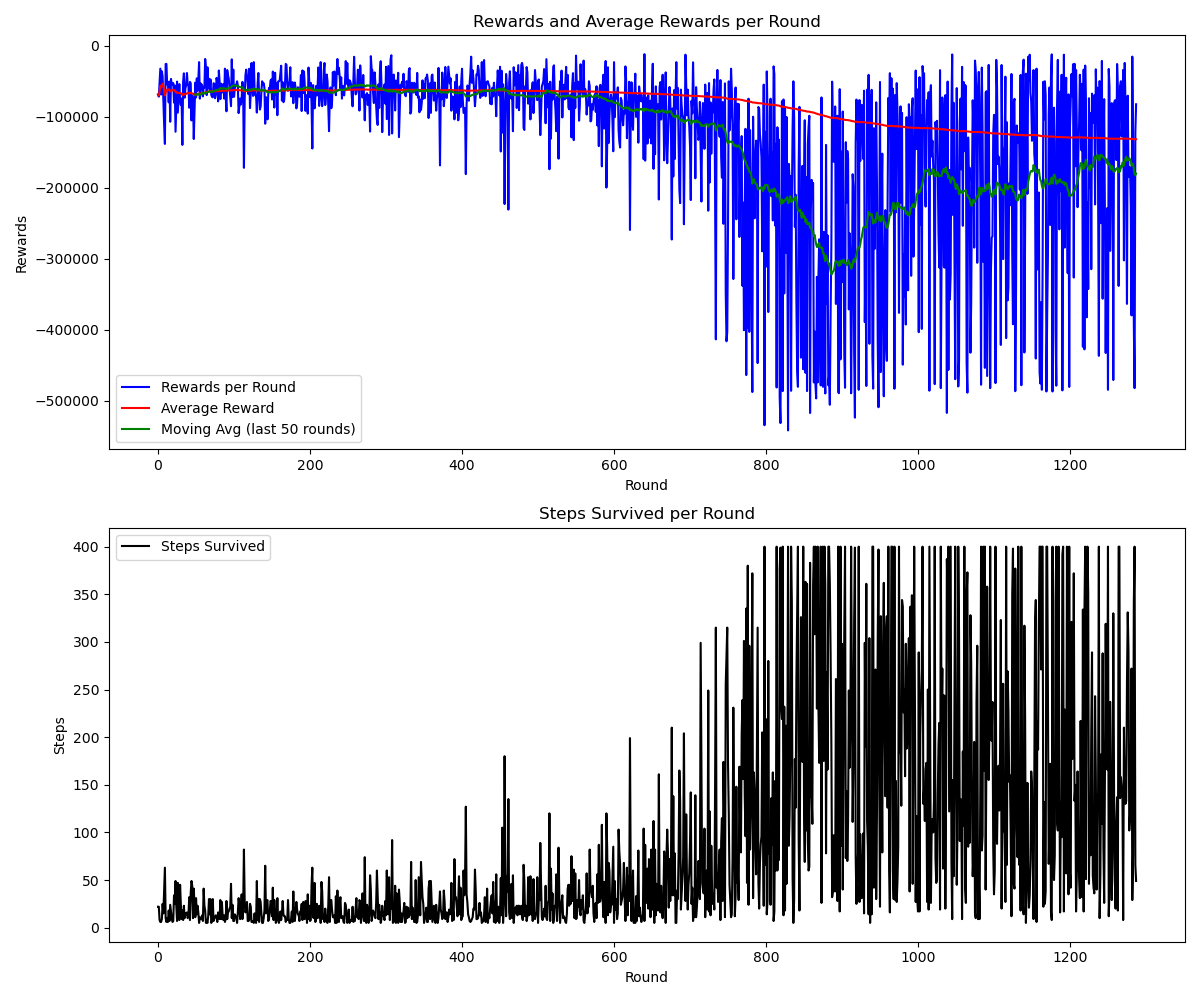 Rewards and Average Rewards per Round
0
−100000
−200000
−300000
−400000
−500000
Rewards
Rewards per Round
Average Reward
Moving Avg (last 50 rounds)
0 200 400 600 800 1000 1200
Round
Steps Survived per Round
Steps Survived
400
350
300
250
200
150
100
50
0
Steps
0 200 400 600 800 1000 1200
Round